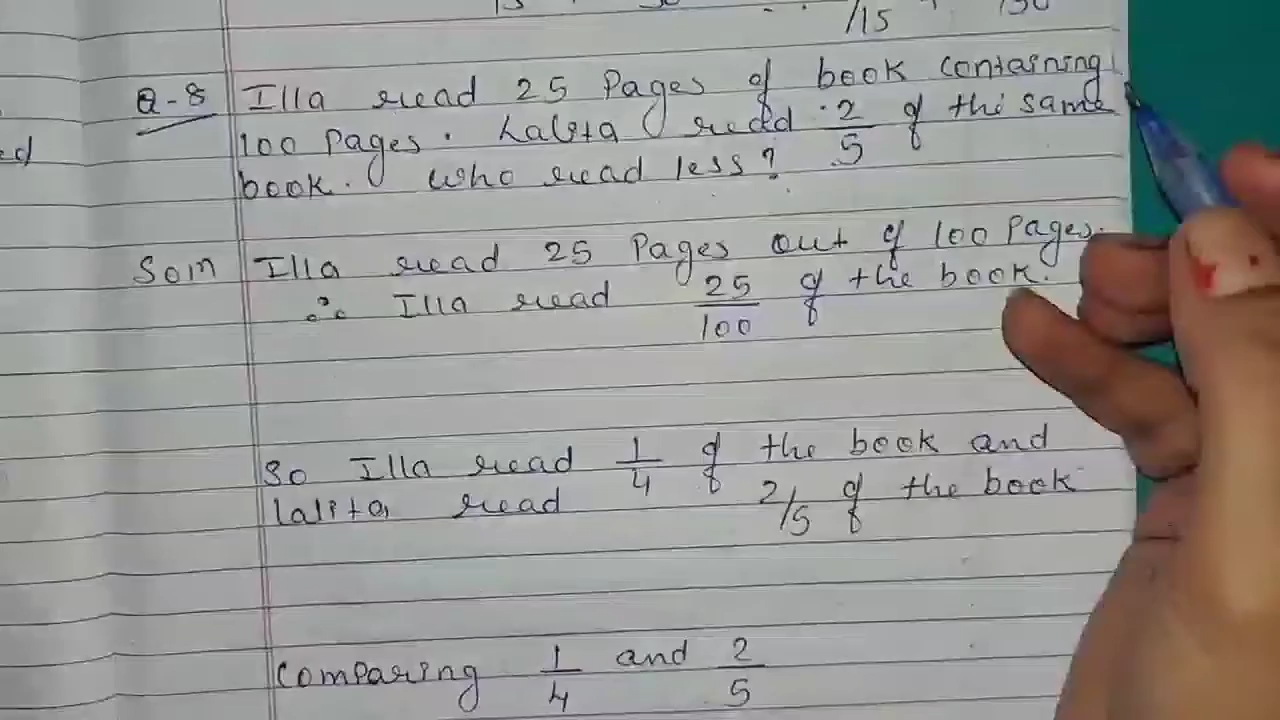 /15 150
Q-8 Illa read 25 Pages of book containing
100 Pages. Lalita read 2/5 of the same
ed
book. who read less?
Soln Illa read 25 Pages out of 100 Pages.
∴ Illa read 25/100 of the book.
So Illa read 1/4 of the book and
lalita read 2/5 of the book
Comparing 1/4 and 2/5